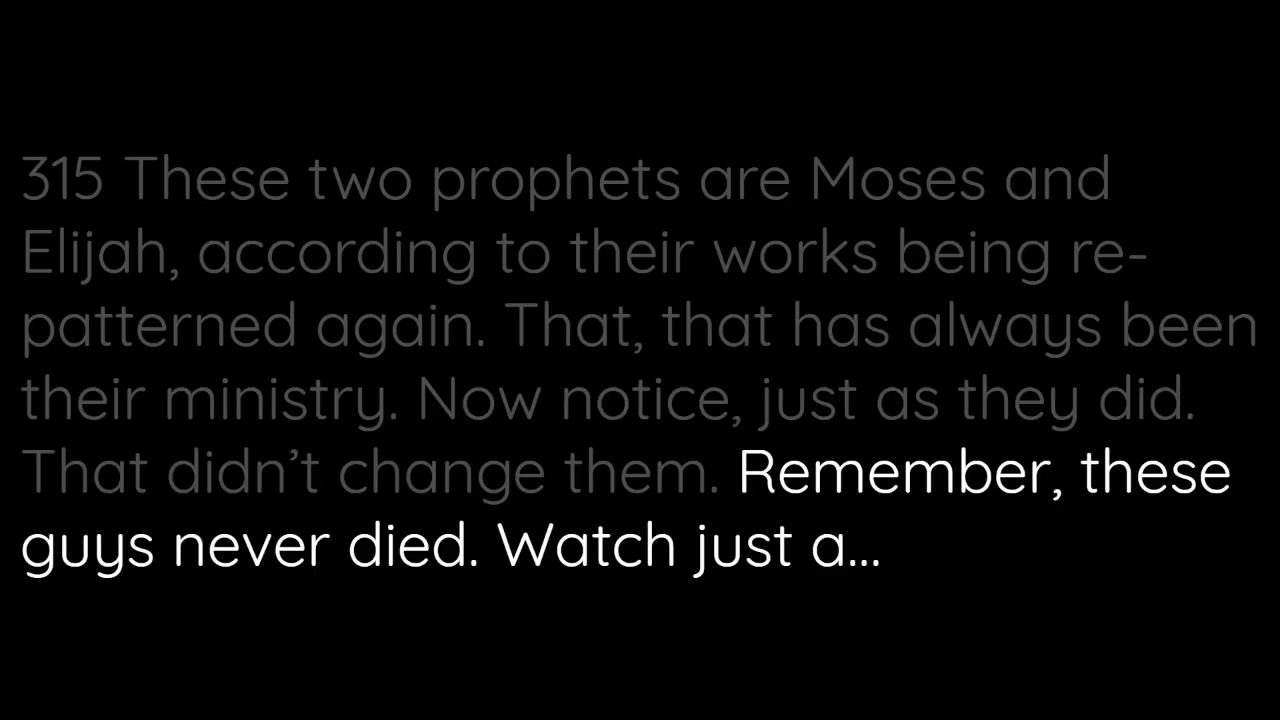 315 These two prophets are Moses and
Elijah, according to their works being re-
patterned again. That, that has always been
their ministry. Now notice, just as they did.
That didn’t change them. Remember, these
guys never died. Watch just a...